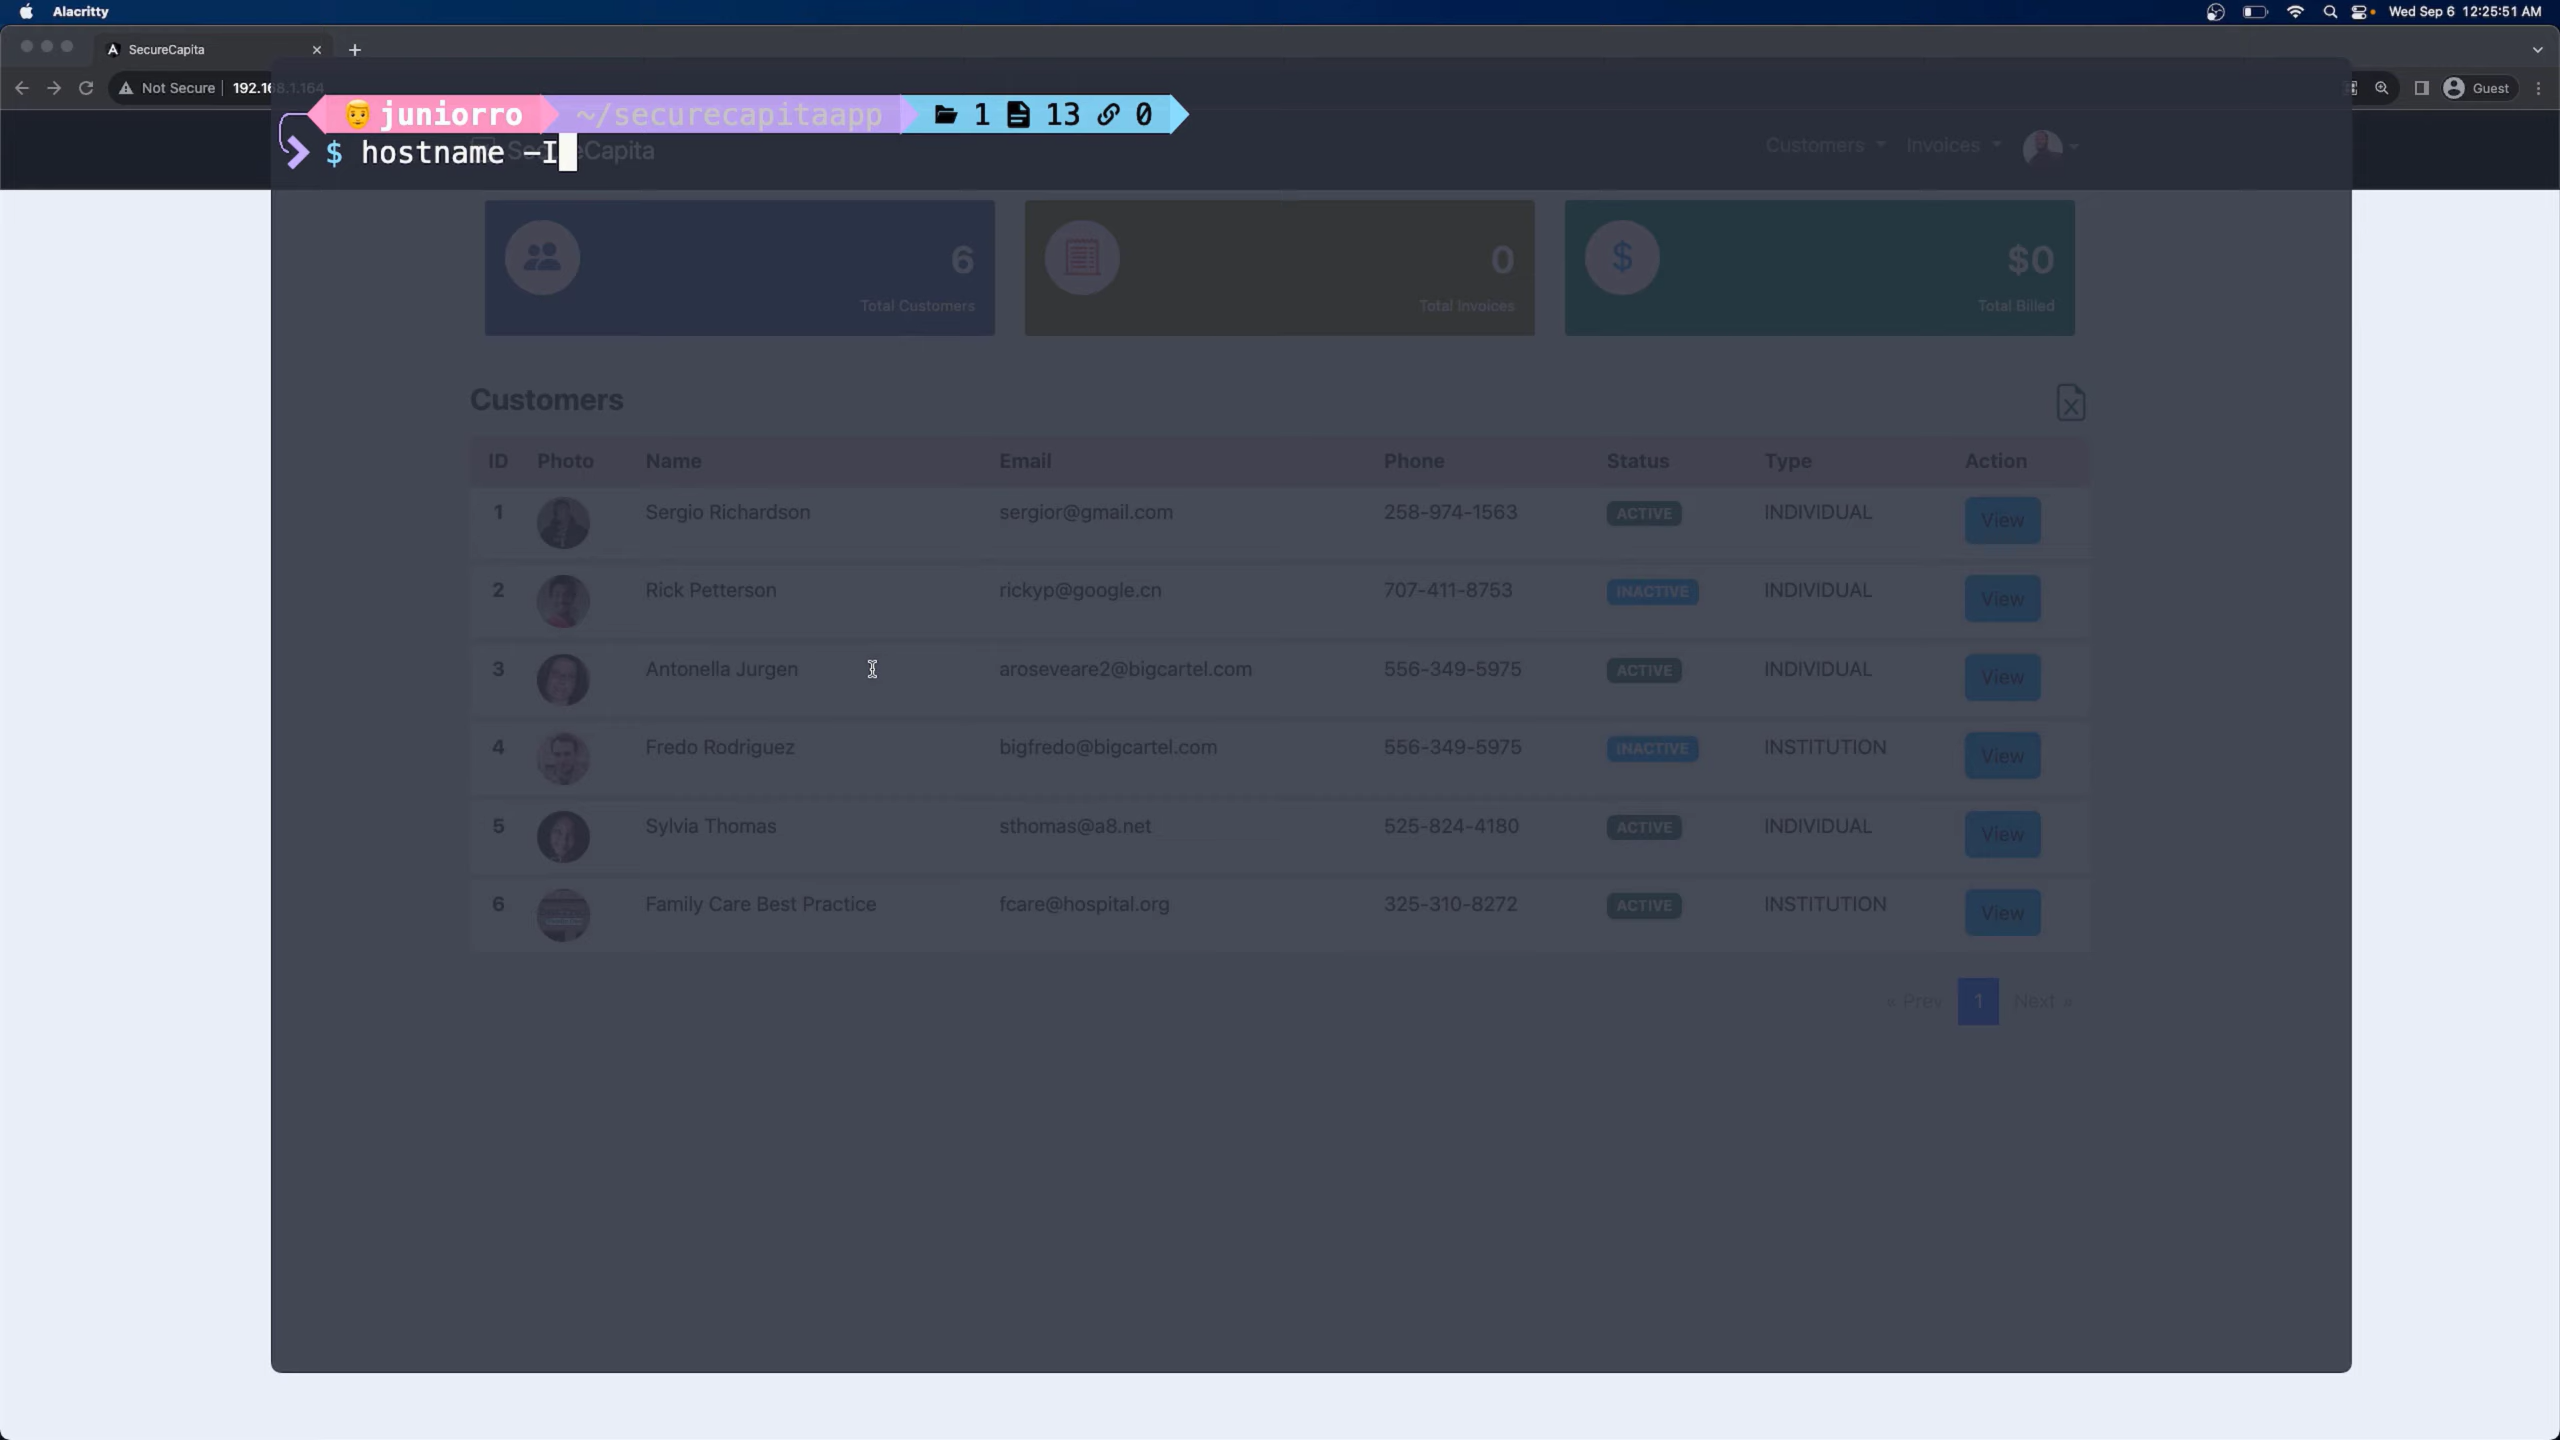 Alacritty
Wed Sep 6 12:25:51 AM
SecureCapita
Not Secure 192.168.1.164
Guest
juniorro ~/securecapitaapp 1 13 0
$ hostname -I
SecureCapita Customers Invoices
6 0 $ $0
Total Customers Total Invoices Total Billed
Customers
ID Photo Name Email Phone Status Type Action
1 Sergio Richardson sergior@gmail.com 258-974-1563 ACTIVE INDIVIDUAL View
2 Rick Petterson rickyp@google.cn 707-411-8753 INACTIVE INDIVIDUAL View
3 Antonella Jurgen aroseveare2@bigcartel.com 556-349-5975 ACTIVE INDIVIDUAL View
4 Fredo Rodriguez bigfredo@bigcartel.com 556-349-5975 INACTIVE INSTITUTION View
5 Sylvia Thomas sthomas@a8.net 525-824-4180 ACTIVE INDIVIDUAL View
6 Family Care Best Practice fcare@hospital.org 325-310-8272 ACTIVE INSTITUTION View
« Prev 1 Next »